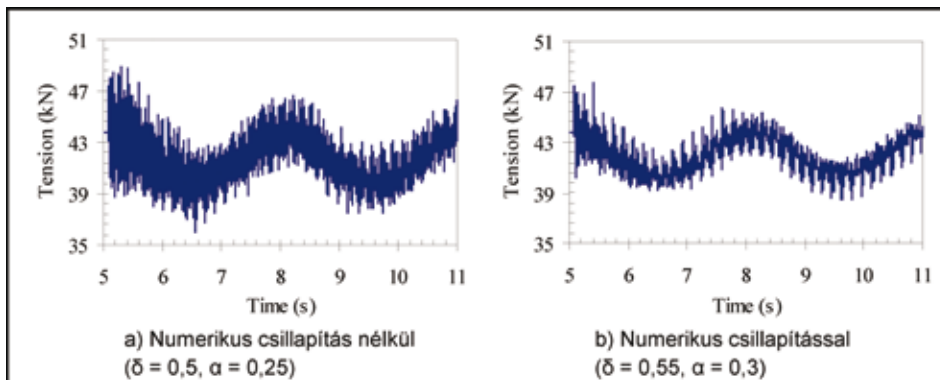 51
47
43
39
35
Tension (kN)
5 6 7 8 9 10 11
Time (s)
a) Numerikus csillapítás nélkül
(δ = 0,5, α = 0,25)
51
47
43
39
35
Tension (kN)
5 6 7 8 9 10 11
Time (s)
b) Numerikus csillapítással
(δ = 0,55, α = 0,3)